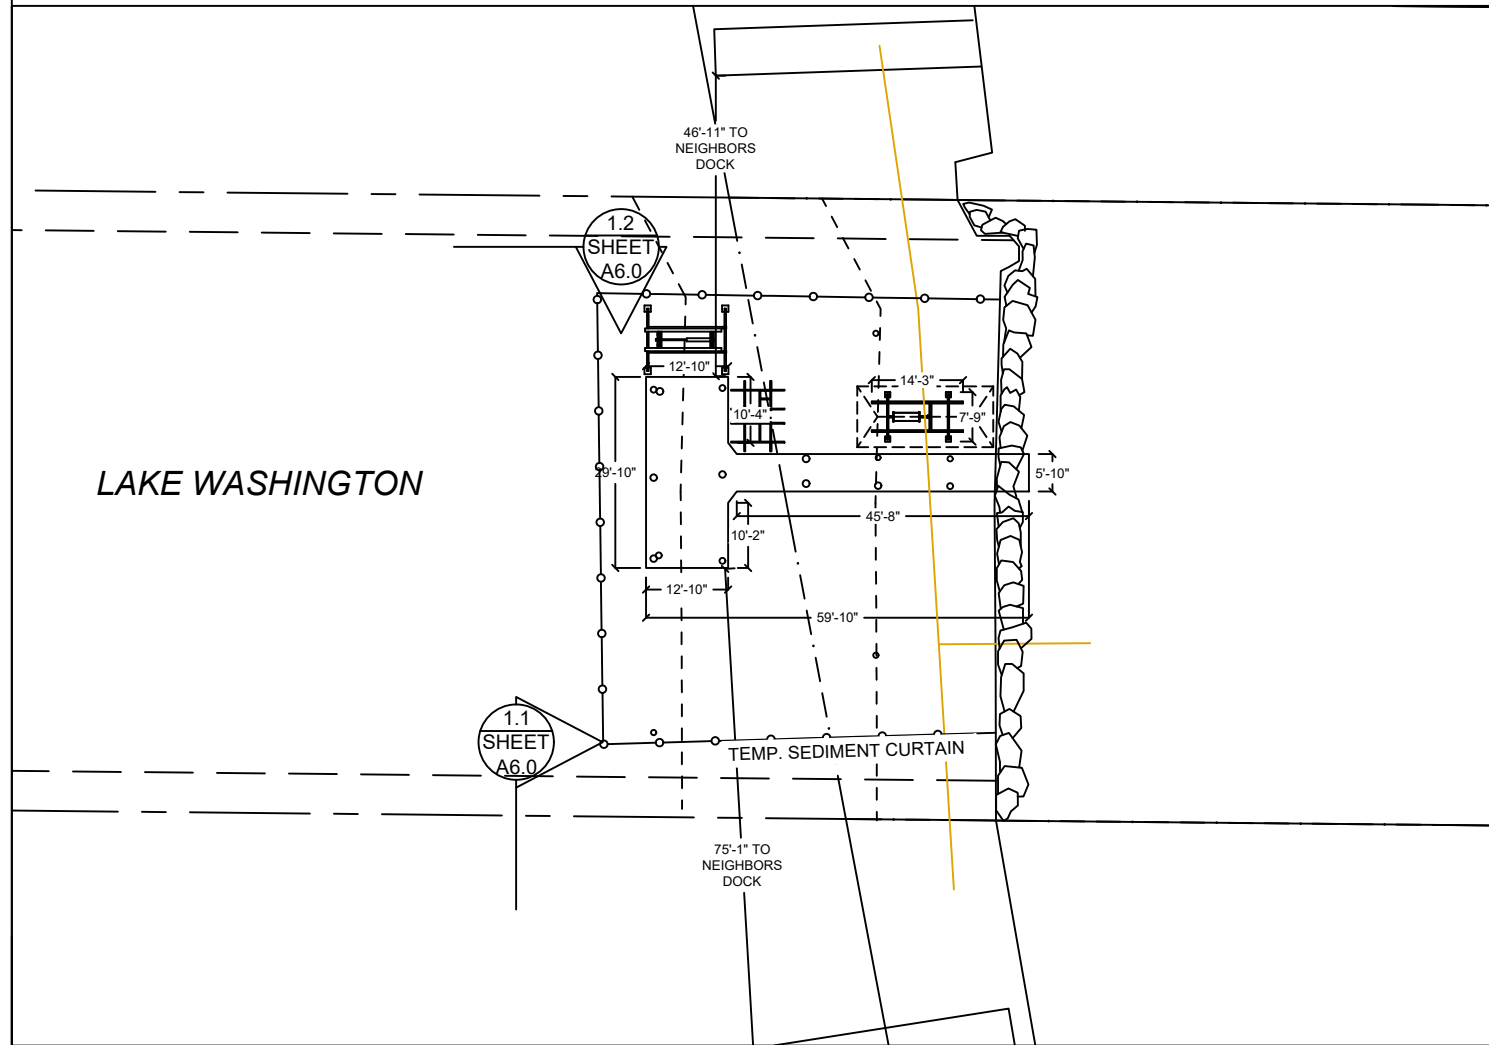 46'-11" TO
NEIGHBORS
DOCK
1.2
SHEET
A6.0
12'-10"
14'-3"
10'-4"
7'-9"
LAKE WASHINGTON
29'-10"
5'-10"
45'-8"
10'-2"
12'-10"
59'-10"
1.1
SHEET
A6.0
TEMP. SEDIMENT CURTAIN
75'-1" TO
NEIGHBORS
DOCK